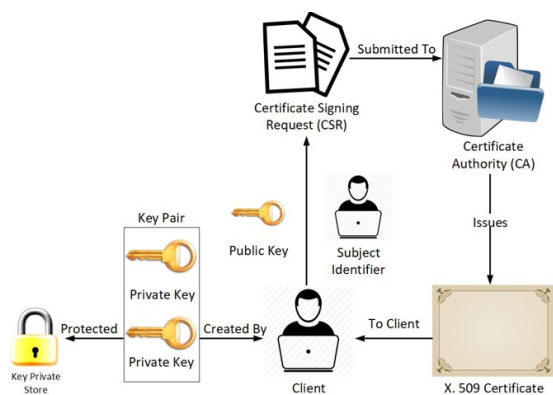 Submitted To
Certificate Signing
Request (CSR)
Certificate
Authority (CA)
Key Pair
Public Key
Subject
Identifier
Issues
Private Key
Protected
Created By
To Client
Private Key
Key Private
Store
Client
X. 509 Certificate